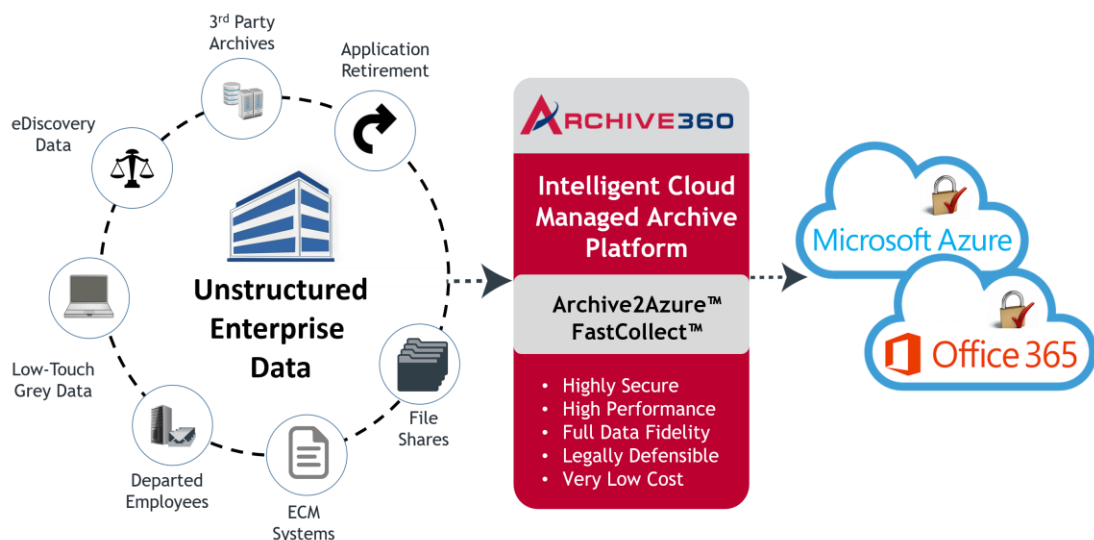 3rd Party
Archives
Application
Retirement
eDiscovery
Data
Low-Touch
Grey Data
Departed
Employees
ECM
Systems
File
Shares
Unstructured
Enterprise
Data
ARCHIVE360
Intelligent Cloud
Managed Archive
Platform
Archive2Azure™
FastCollect™
• Highly Secure
• High Performance
• Full Data Fidelity
• Legally Defensible
• Very Low Cost
Microsoft Azure
Office 365